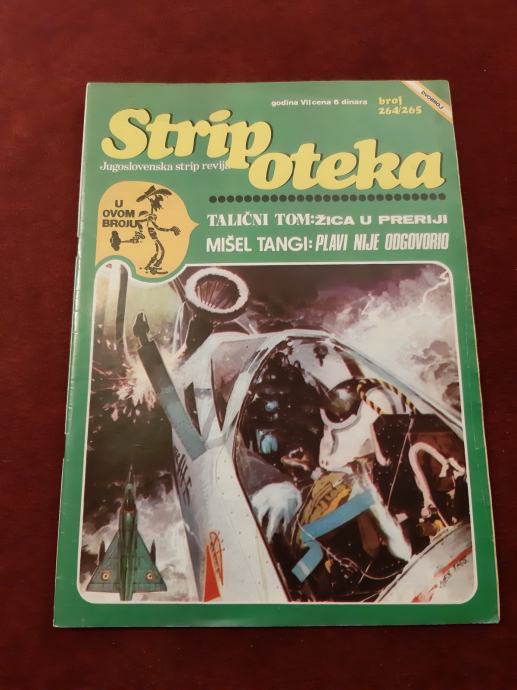 godina VII cena 6 dinara
broj
264/265
DVOBROJ
Strip
oteka
Jugoslovenska strip revija
U
OVOM
BROJU
TALIČNI TOM: ŽICA U PRERIJI
MIŠEL TANGI: PLAVI NIJE ODGOVORIO